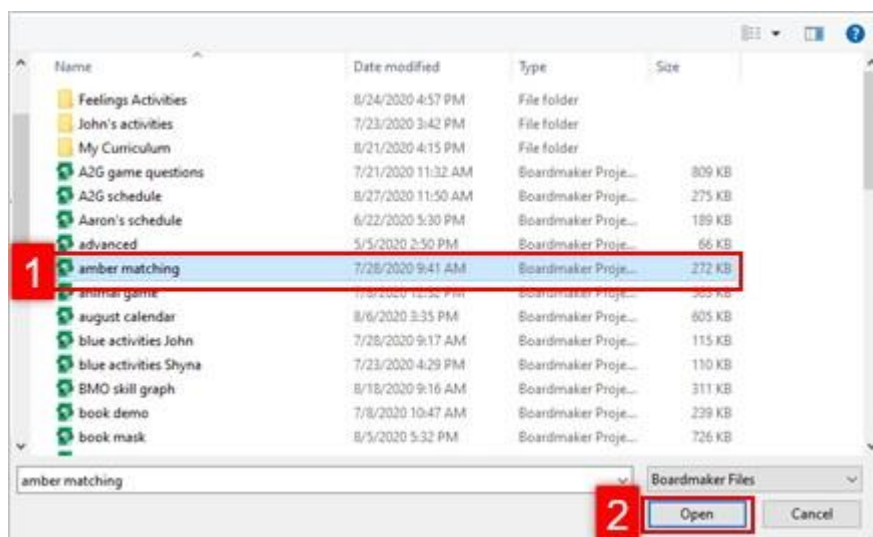 Name Date modified Type Size
Feelings Activities 8/24/2020 4:57 PM File folder
John's activities 7/23/2020 3:42 PM File folder
My Curriculum 8/21/2020 4:15 PM File folder
A2G game questions 7/21/2020 11:32 AM Boardmaker Proje... 809 KB
A2G schedule 8/27/2020 11:50 AM Boardmaker Proje... 275 KB
Aaron's schedule 6/22/2020 5:30 PM Boardmaker Proje... 189 KB
advanced 5/5/2020 2:50 PM Boardmaker Proje... 66 KB
1 amber matching 7/28/2020 9:41 AM Boardmaker Proje... 272 KB
animal game 7/8/2020 12:52 PM Boardmaker Proje... KB
august calendar 8/6/2020 3:35 PM Boardmaker Proje... 605 KB
blue activities John 7/28/2020 9:17 AM Boardmaker Proje... 115 KB
blue activities Shyna 7/23/2020 4:29 PM Boardmaker Proje... 110 KB
BMO skill graph 8/18/2020 9:16 AM Boardmaker Proje... 311 KB
book demo 7/8/2020 10:47 AM Boardmaker Proje... 239 KB
book mask 8/5/2020 5:32 PM Boardmaker Proje... 726 KB
amber matching Boardmaker Files
2 Open Cancel